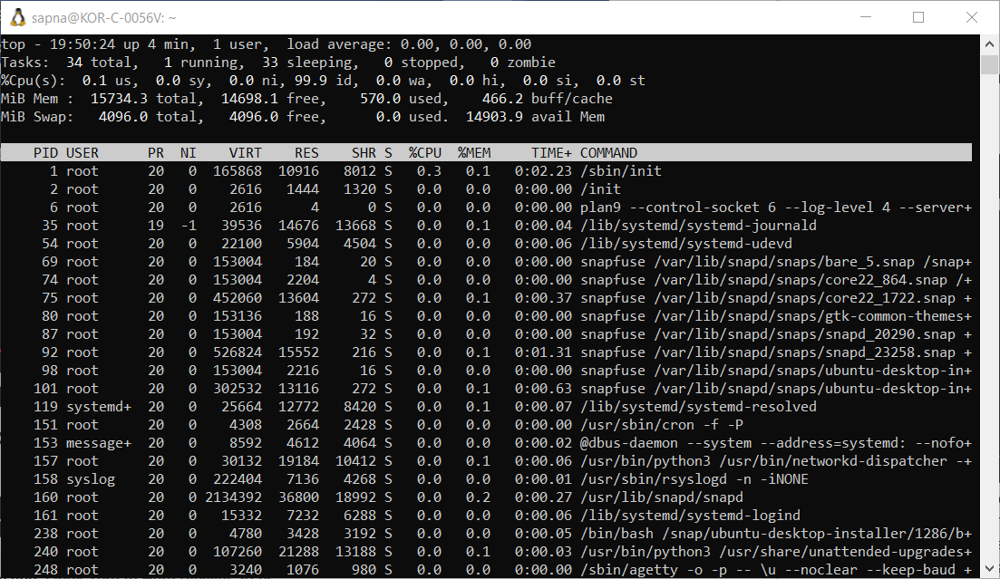 sapna@KOR-C-0056V: ~
top - 19:50:24 up 4 min,  1 user,  load average: 0.00, 0.00, 0.00
Tasks:  34 total,   1 running,  33 sleeping,   0 stopped,   0 zombie
%Cpu(s):  0.1 us,  0.0 sy,  0.0 ni, 99.9 id,  0.0 wa,  0.0 hi,  0.0 si,  0.0 st
MiB Mem :  15734.3 total,  14698.1 free,    570.0 used,    466.2 buff/cache
MiB Swap:   4096.0 total,   4096.0 free,      0.0 used.  14903.9 avail Mem
PID USER      PR  NI    VIRT    RES    SHR S  %CPU  %MEM     TIME+ COMMAND
1 root      20   0  165868  10916   8012 S   0.3   0.1   0:02.23 /sbin/init
2 root      20   0    2616   1444   1320 S   0.0   0.0   0:00.00 /init
6 root      20   0    2616      4      0 S   0.0   0.0   0:00.00 plan9 --control-socket 6 --log-level 4 --server+
35 root      19  -1   39536  14676  13668 S   0.0   0.1   0:00.04 /lib/systemd/systemd-journald
54 root      20   0   22100   5904   4504 S   0.0   0.0   0:00.06 /lib/systemd/systemd-udevd
69 root      20   0  153004    184     20 S   0.0   0.0   0:00.00 snapfuse /var/lib/snapd/snaps/bare_5.snap /snap+
74 root      20   0  153004   2204      4 S   0.0   0.0   0:00.00 snapfuse /var/lib/snapd/snaps/core22_864.snap /+
75 root      20   0  452060  13604    272 S   0.0   0.1   0:00.37 snapfuse /var/lib/snapd/snaps/core22_1722.snap +
80 root      20   0  153136    188     16 S   0.0   0.0   0:00.00 snapfuse /var/lib/snapd/snaps/gtk-common-themes+
87 root      20   0  153004    192     32 S   0.0   0.0   0:00.00 snapfuse /var/lib/snapd/snaps/snapd_20290.snap +
92 root      20   0  526824  15552    216 S   0.0   0.1   0:01.31 snapfuse /var/lib/snapd/snaps/snapd_23258.snap +
98 root      20   0  153004   2216     16 S   0.0   0.0   0:00.00 snapfuse /var/lib/snapd/snaps/ubuntu-desktop-in+
101 root      20   0  302532  13116    272 S   0.0   0.1   0:00.63 snapfuse /var/lib/snapd/snaps/ubuntu-desktop-in+
119 systemd+  20   0   25664  12772   8420 S   0.0   0.1   0:00.07 /lib/systemd/systemd-resolved
151 root      20   0    4308   2664   2428 S   0.0   0.0   0:00.00 /usr/sbin/cron -f -P
153 message+  20   0    8592   4612   4064 S   0.0   0.0   0:00.02 @dbus-daemon --system --address=systemd: --nofo+
157 root      20   0   30132  19184  10412 S   0.0   0.1   0:00.06 /usr/bin/python3 /usr/bin/networkd-dispatcher -+
158 syslog    20   0  222404   7136   4268 S   0.0   0.0   0:00.01 /usr/sbin/rsyslogd -n -iNONE
160 root      20   0 2134392  36800  18992 S   0.0   0.2   0:00.27 /usr/lib/snapd/snapd
161 root      20   0   15332   7232   6288 S   0.0   0.0   0:00.06 /lib/systemd/systemd-logind
238 root      20   0    4780   3428   3192 S   0.0   0.0   0:00.05 /bin/bash /snap/ubuntu-desktop-installer/1286/b+
240 root      20   0  107260  21288  13188 S   0.0   0.1   0:00.03 /usr/bin/python3 /usr/share/unattended-upgrades+
248 root      20   0    3240   1076    980 S   0.0   0.0   0:00.00 /sbin/agetty -o -p -- \u --noclear --keep-baud +